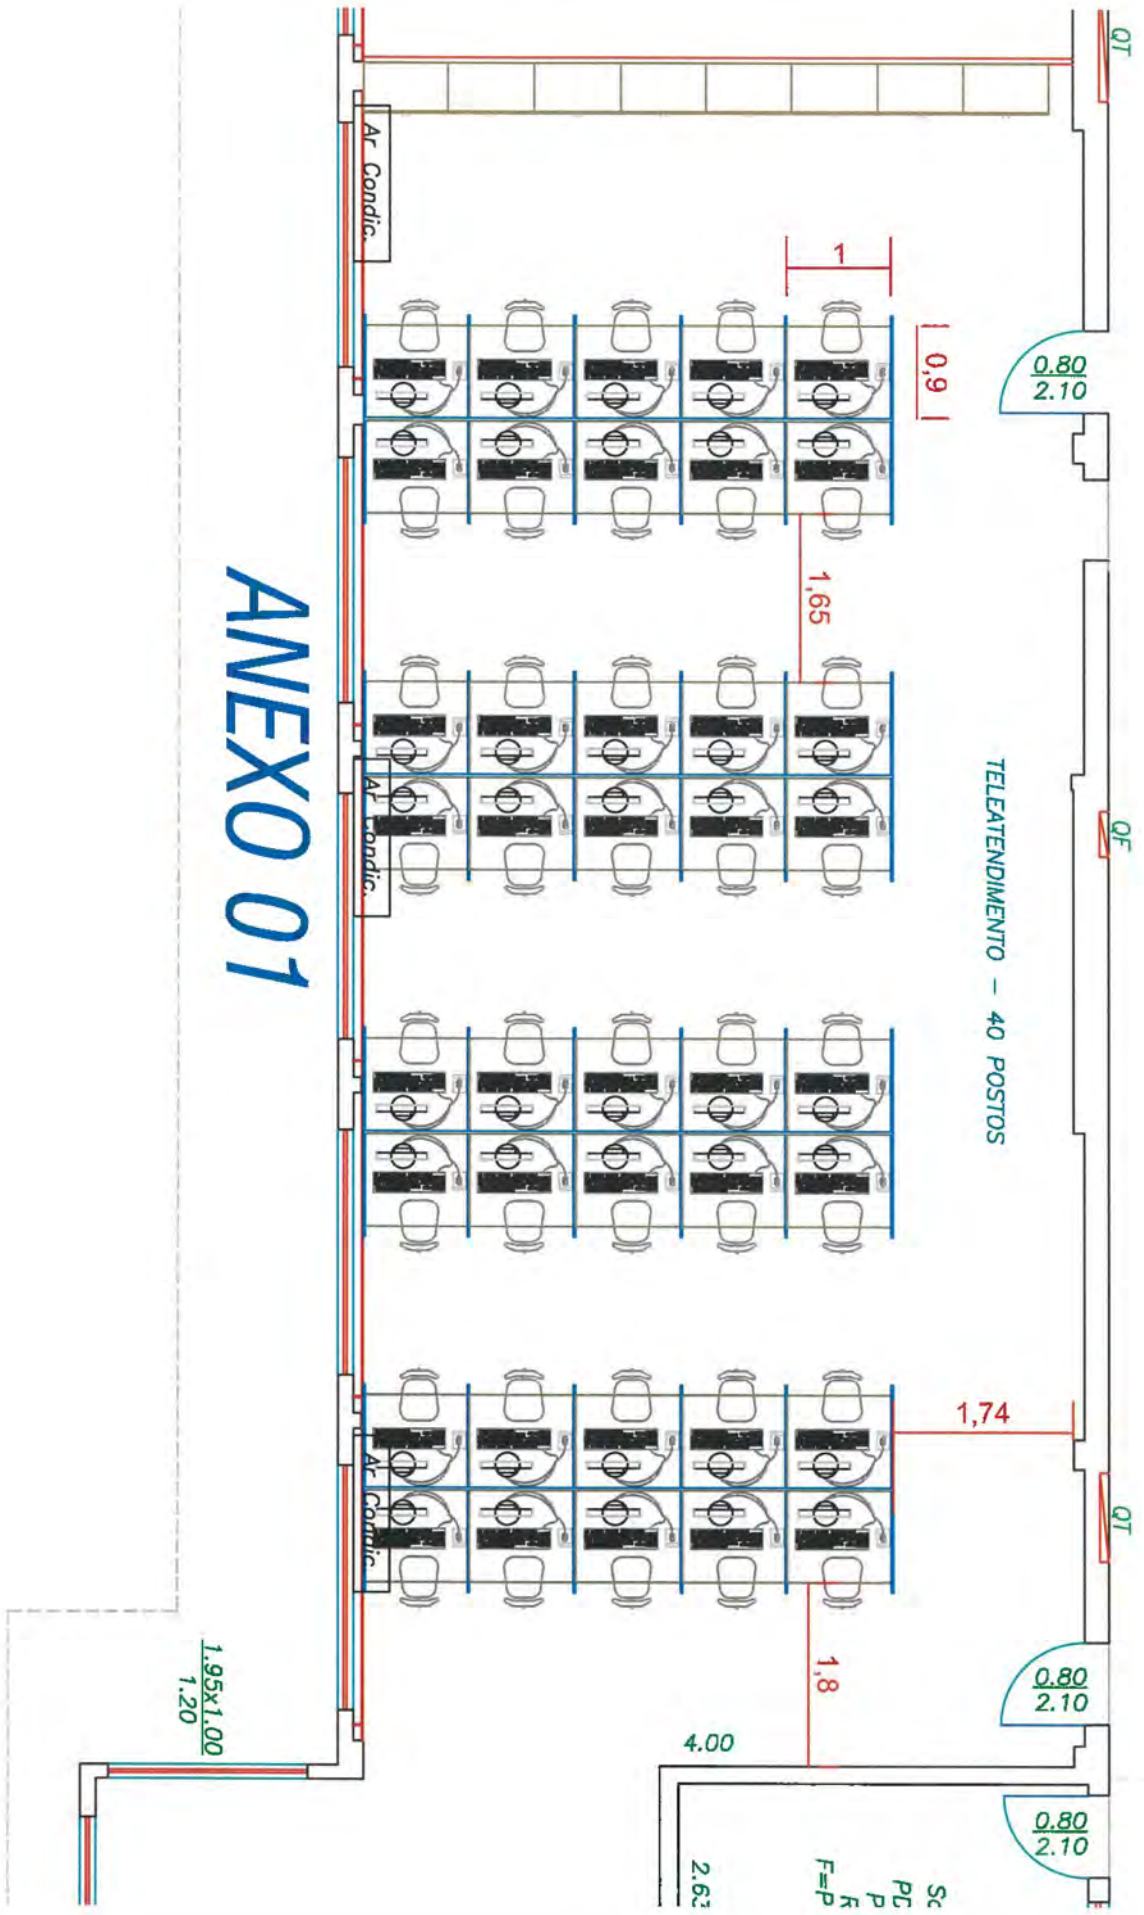 QT
Ar Condic.
1
0,9
0.80
2.10
1,65
ANEXO 01
Ar Condic.
QF
TELEATENDIMENTO - 40 POSTOS
1,74
QT
Ar Condic.
1,8
0.80
2.10
1.95x1.00
1.20
4.00
0.80
2.10
2.63
F=P